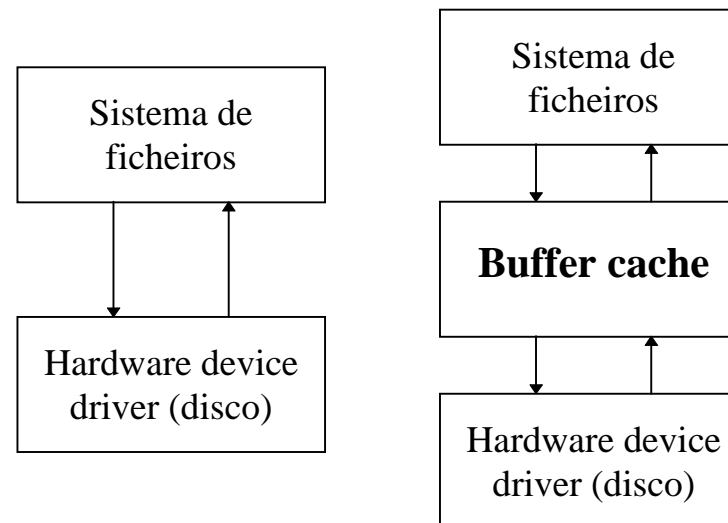 Sistema de
ficheiros
Hardware device
driver (disco)
Sistema de
ficheiros
Buffer cache
Hardware device
driver (disco)